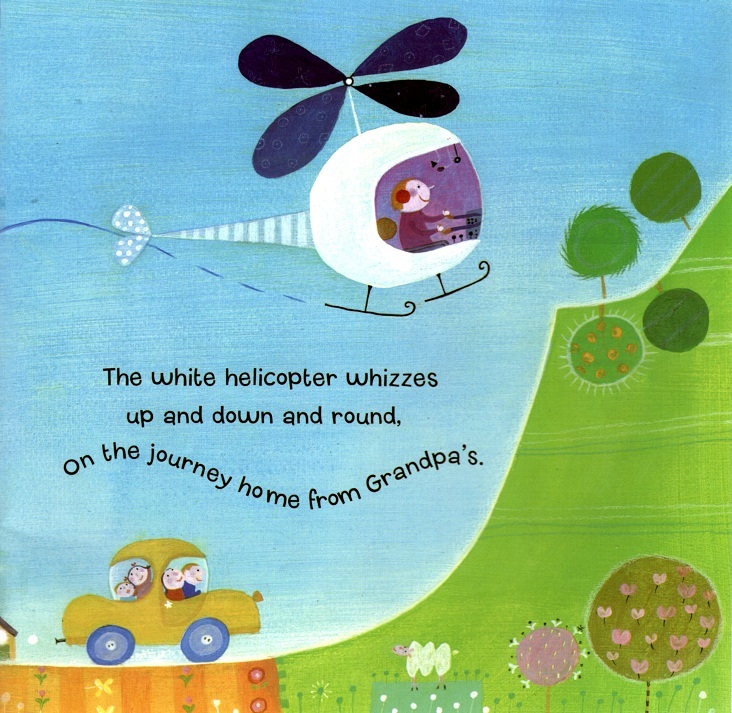 The white helicopter whizzes
up and down and round,
On the journey home from Grandpa's.